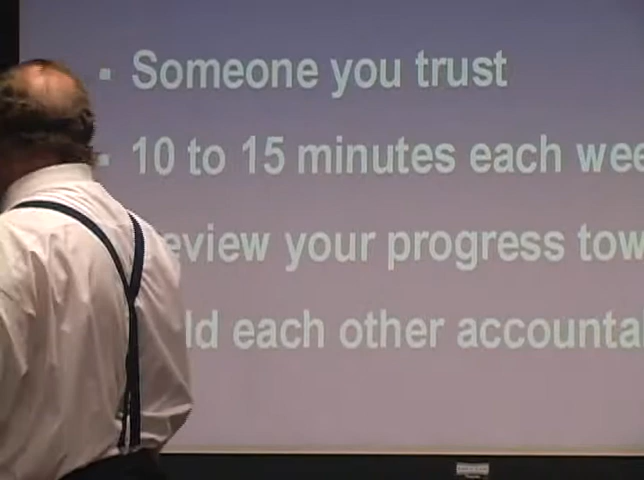 Someone you trust
10 to 15 minutes each wee
eview your progress tow
ld each other accounta